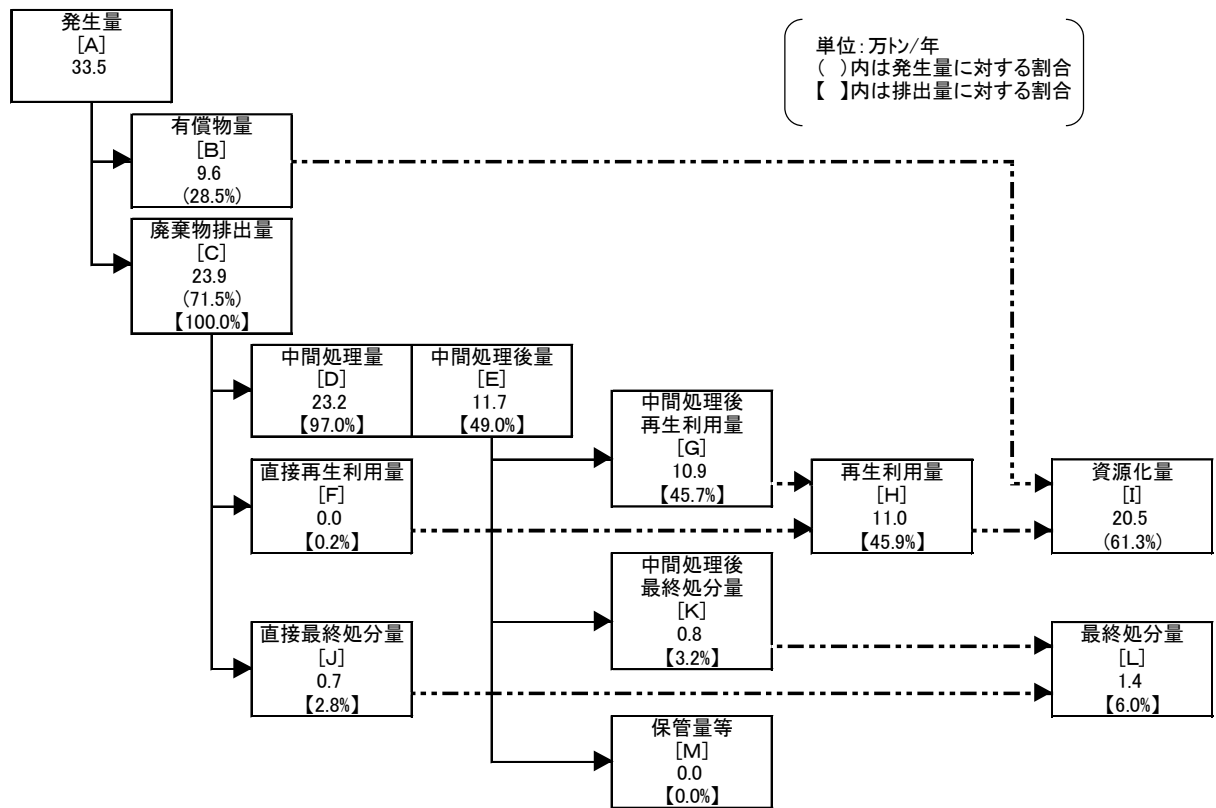 発生量
[A]
33.5
単位：万トン/年
（ ）内は発生量に対する割合
【 】内は排出量に対する割合
有償物量
[B]
9.6
(28.5%)
廃棄物排出量
[C]
23.9
(71.5%)
【100.0%】
中間処理量
[D]
23.2
【97.0%】
中間処理後量
[E]
11.7
【49.0%】
中間処理後
再生利用量
[G]
10.9
【45.7%】
直接再生利用量
[F]
0.0
【0.2%】
再生利用量
[H]
11.0
【45.9%】
資源化量
[I]
20.5
(61.3%)
中間処理後
最終処分量
[K]
0.8
【3.2%】
直接最終処分量
[J]
0.7
【2.8%】
最終処分量
[L]
1.4
【6.0%】
保管量等
[M]
0.0
【0.0%】